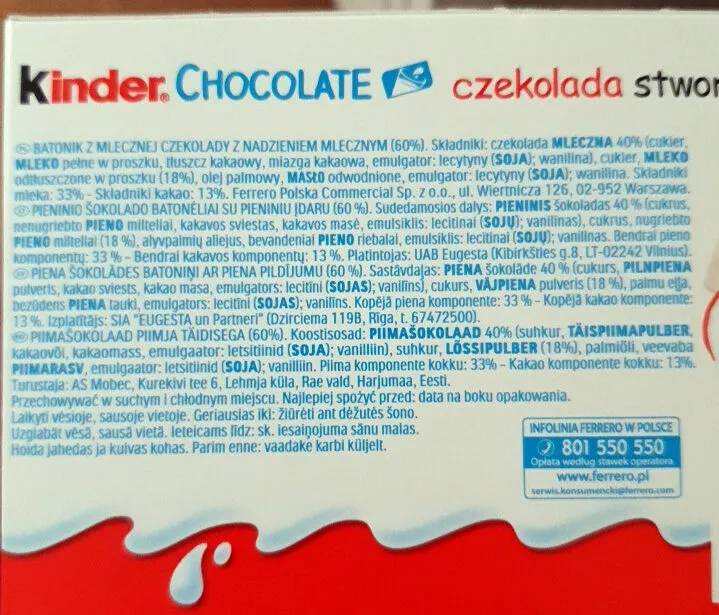 Kinder CHOCOLATE czekolada stwor
PL BATONIK Z MLECZNEJ CZEKOLADY Z NADZIENIEM MLECZNYM (60%). Składniki: czekolada MLECZNA 40% (cukier,
MLEKO pełne w proszku, tłuszcz kakaowy, miazga kakaowa, emulgator: lecytyny (SOJA); wanilina), cukier, MLEKO
odtłuszczone w proszku (18%), olej palmowy, MASŁO odwodnione, emulgator: lecytyny (SOJA); wanilina. Składniki
mleka: 33% - Składniki kakao: 13%. Ferrero Polska Commercial Sp. z o.o., ul. Wiertnicza 126, 02-952 Warszawa.
PIENINIO ŠOKOLADO BATONĖLIAI SU PIENINIU ĮDARU (60 %). Sudedamosios dalys: PIENINIS šokoladas 40 % (cukrus,
nenugriebto PIENO milteliai, kakavos sviestas, kakavos masė, emulsiklis: lecitinai (SOJŲ); vanilinas), cukrus, nugriebto
PIENO milteliai (18 %), alyvpalmių aliejus, bevandeniai PIENO riebalai, emulsiklis: lecitinai (SOJŲ); vanilinas. Bendrai pieno
komponentų: 33 % - Bendrai kakavos komponentų: 13 %. Platintojas: UAB Eugesta (Kibirkšties g.8, LT-02242 Vilnius).
PIENA ŠOKOLĀDES BATONIŅI AR PIENA PILDĪJUMU (60 %). Sastāvdaļas: PIENA šokolāde 40 % (cukurs, PILNPIENA
pulveris, kakao sviests, kakao masa, emulgators: lecitīni (SOJAS); vanilīns), cukurs, VĀJPIENA pulveris (18 %), palmu eļļa,
bezūdens PIENA tauki, emulgators: lecitīni (SOJAS); vanilīns. Kopējā piena komponente: 33 % - Kopējā kakao komponente:
13 %. Izplatītājs: SIA "EUGESTA un Partneri" (Dzirciema 119B, Rīga, t. 67472500).
PIIMAŠOKOLAAD PIIMJA TÄIDISEGA (60%). Koostisosad: PIIMAŠOKOLAAD 40% (suhkur, TÄISPIIMAPULBER,
kakaovõi, kakaomass, emulgaator: letsitiinid (SOJA); vanilliin), suhkur, LÕSSIPULBER (18%), palmiõli, veevaba
PIIMARASV, emulgaator: letsitiinid (SOJA); vanilliin. Piima komponente kokku: 33% - Kakao komponente kokku: 13%.
Turustaja: AS Mobec, Kurekivi tee 6, Lehmja küla, Rae vald, Harjumaa, Eesti.
Przechowywać w suchym i chłodnym miejscu. Najlepiej spożyć przed: data na boku opakowania.
Laikyti vėsioje, sausoje vietoje. Geriausias iki: žiūrėti ant dėžutės šono.
Uzglabāt vēsā, sausā vietā. Ieteicams līdz: sk. iesaiņojuma sānu malas.
Hoida jahedas ja kuivas kohas. Parim enne: vaadake karbi küljelt.
INFOLINIA FERRERO W POLSCE
801 550 550
Opłata według stawek operatora
www.ferrero.pl
serwis.konsumencki@ferrero.com